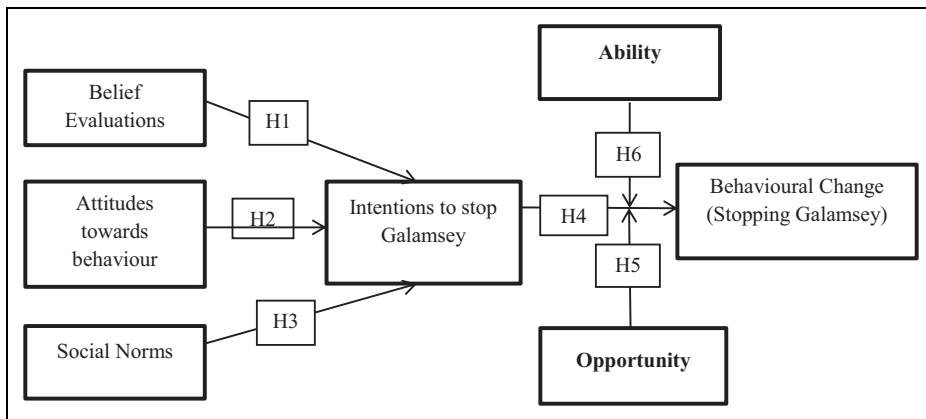 Belief
Evaluations
H1
Attitudes
towards
behaviour
H2
Social Norms
H3
Intentions to stop
Galamsey
H4
Ability
H6
H5
Opportunity
Behavioural Change
(Stopping Galamsey)